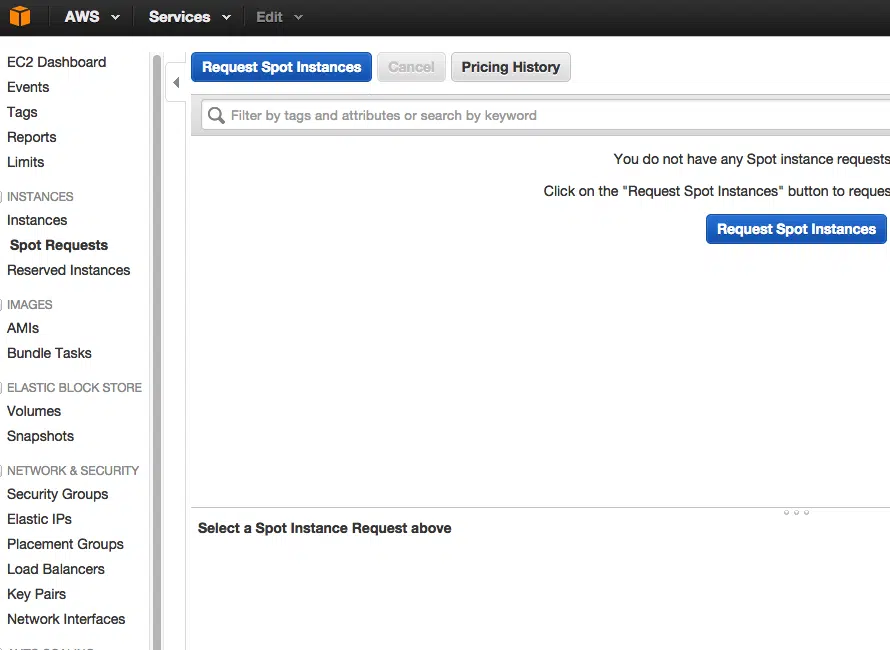 AWS Services Edit
EC2 Dashboard
Events
Tags
Reports
Limits
INSTANCES
Instances
Spot Requests
Reserved Instances
IMAGES
AMIs
Bundle Tasks
ELASTIC BLOCK STORE
Volumes
Snapshots
NETWORK & SECURITY
Security Groups
Elastic IPs
Placement Groups
Load Balancers
Key Pairs
Network Interfaces
Request Spot Instances Cancel Pricing History
Filter by tags and attributes or search by keyword
You do not have any Spot instance requests
Click on the "Request Spot Instances" button to reques
Request Spot Instances
Select a Spot Instance Request above